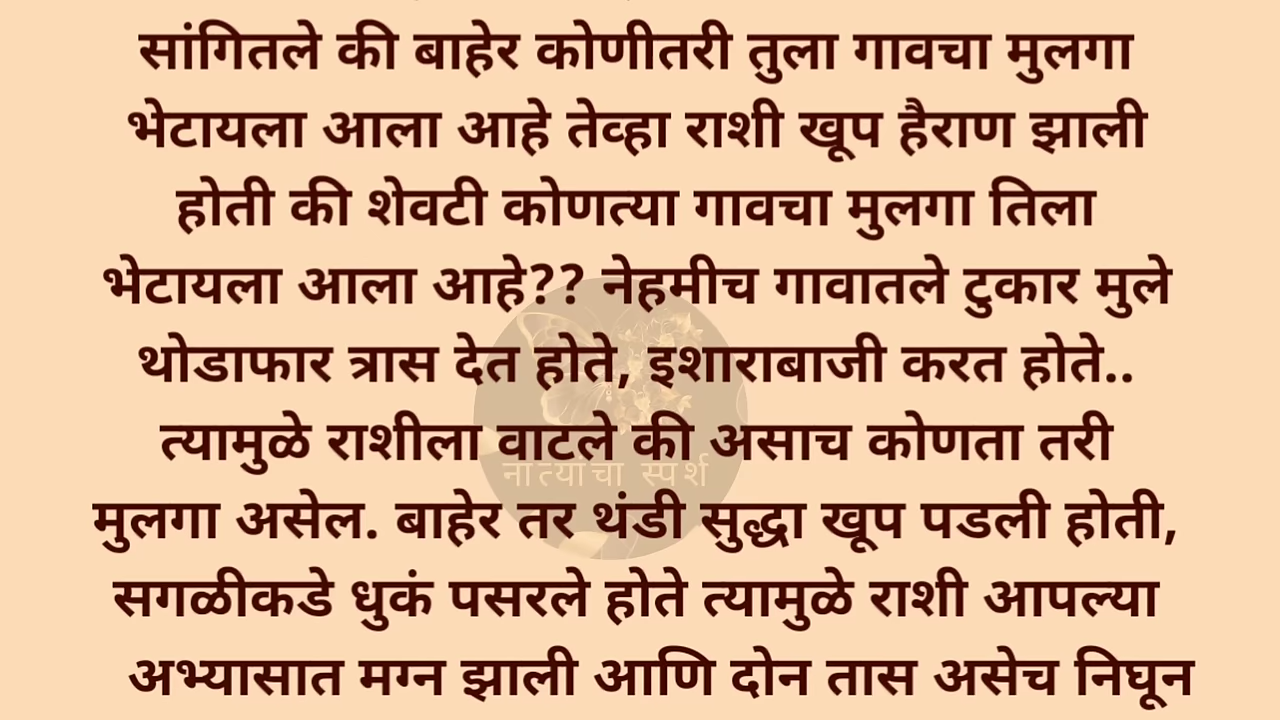 सांगितले की बाहेर कोणीतरी तुला गावचा मुलगा
भेटायला आला आहे तेव्हा राशी खूप हैराण झाली
होती की शेवटी कोणत्या गावचा मुलगा तिला
भेटायला आला आहे?? नेहमीच गावातले टुकार मुले
थोडाफार त्रास देत होते, इशाराबाजी करत होते..
त्यामुळे राशीला वाटले की असाच कोणता तरी
नात्यांचा स्पर्श
मुलगा असेल. बाहेर तर थंडी सुद्धा खूप पडली होती,
सगळीकडे धुकं पसरले होते त्यामुळे राशी आपल्या
अभ्यासात मग्न झाली आणि दोन तास असेच निघून